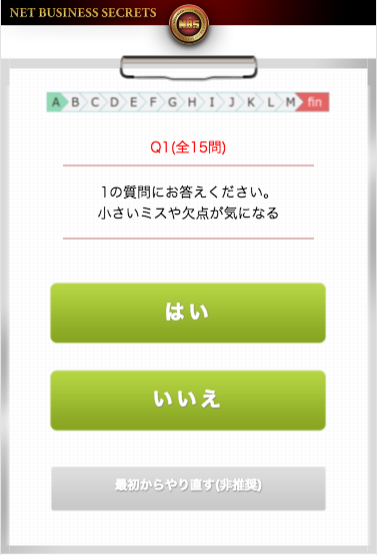 NET BUSINESS SECRETS
NBS
A B C D E F G H I J K L M fin
Q1(全15問)
1の質問にお答えください。
小さいミスや欠点が気になる
はい
いいえ
最初からやり直す(非推奨)